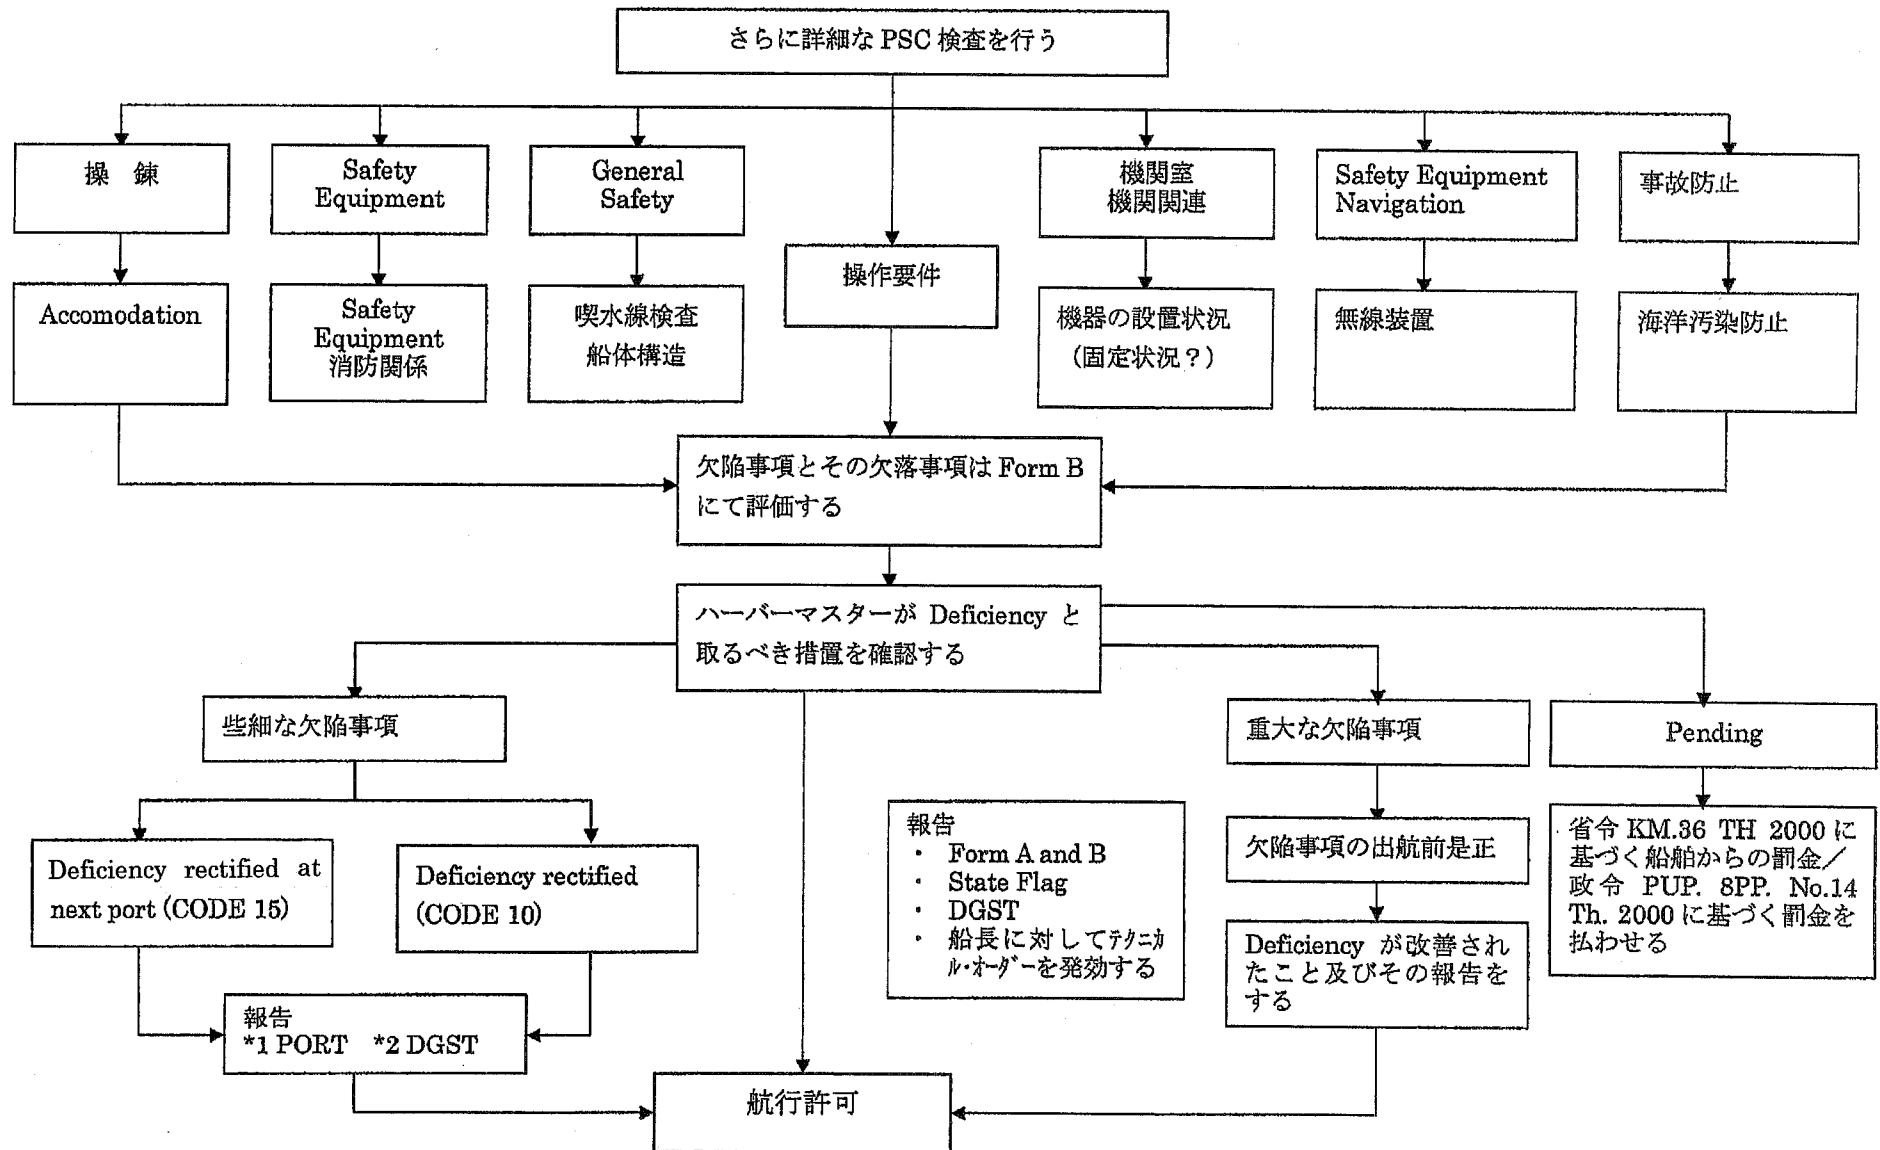 さらに詳細な PSC 検査を行う
操 錬
Safety
Equipment
General
Safety
機関室
機関関連
Safety Equipment
Navigation
事故防止
操作要件
Accomodation
Safety
Equipment
消防関係
喫水線検査
船体構造
機器の設置状況
(固定状況？)
無線装置
海洋汚染防止
欠陥事項とその欠落事項は Form B
にて評価する
ハーバーマスターが Deficiency と
取るべき措置を確認する
些細な欠陥事項
重大な欠陥事項
Pending
Deficiency rectified at
next port (CODE 15)
Deficiency rectified
(CODE 10)
報告
・ Form A and B
・ State Flag
・ DGST
・ 船長に対してﾃｸﾆｶ
ﾙ･ｵｰﾀﾞｰを発効する
欠陥事項の出航前是正
省令 KM.36 TH 2000 に
基づく船舶からの罰金／
政令 PUP. 8PP. No.14
Th. 2000 に基づく罰金を
払わせる
Deficiency が改善され
たこと及びその報告を
する
報告
*1 PORT *2 DGST
航行許可